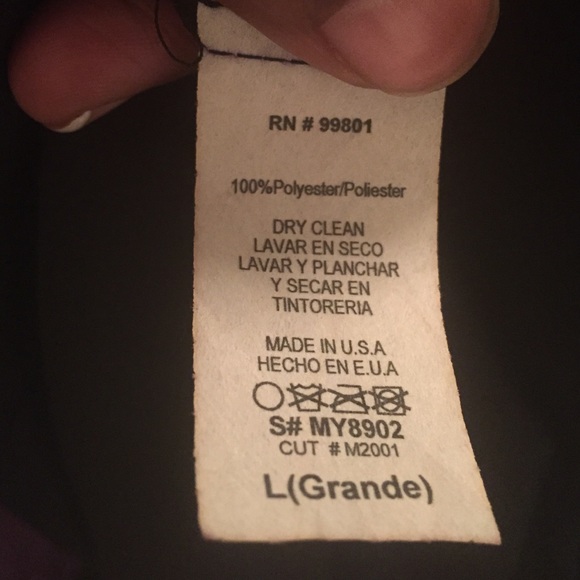 RN # 99801
100%Polyester/Poliester
DRY CLEAN
LAVAR EN SECO
LAVAR Y PLANCHAR
Y SECAR EN
TINTORERIA
MADE IN U.S.A
HECHO EN E.U.A
S# MY8902
CUT # M2001
L(Grande)